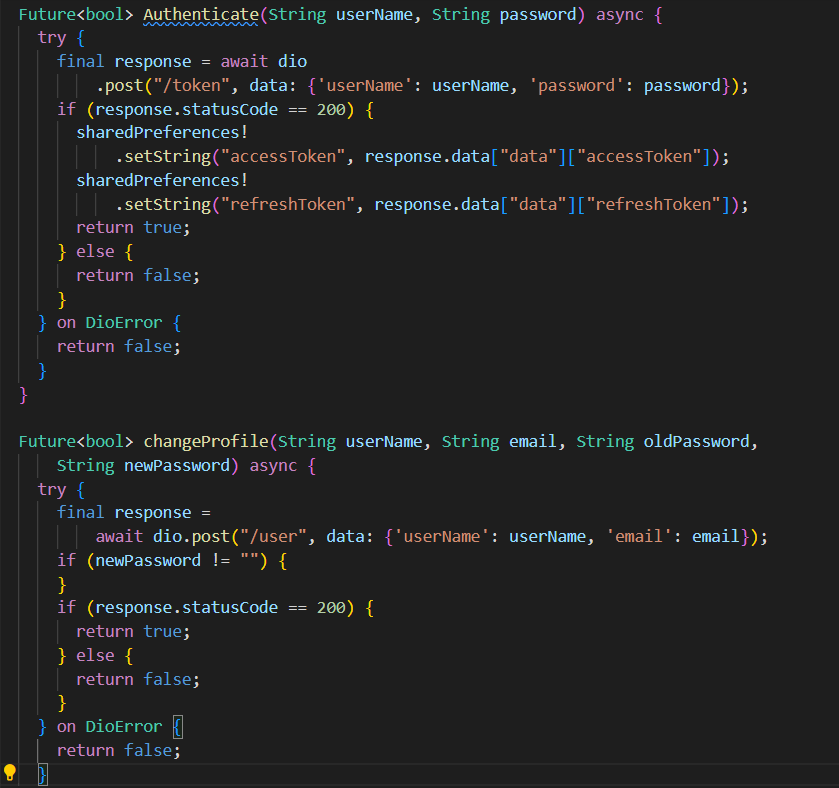 Future<bool> Authenticate(String userName, String password) async {
  try {
    final response = await dio
        .post("/token", data: {'userName': userName, 'password': password});
    if (response.statusCode == 200) {
      sharedPreferences!
          .setString("accessToken", response.data["data"]["accessToken"]);
      sharedPreferences!
          .setString("refreshToken", response.data["data"]["refreshToken"]);
      return true;
    } else {
      return false;
    }
  } on DioError {
    return false;
  }
}

Future<bool> changeProfile(String userName, String email, String oldPassword,
    String newPassword) async {
  try {
    final response =
        await dio.post("/user", data: {'userName': userName, 'email': email});
    if (newPassword != "") {
    }
    if (response.statusCode == 200) {
      return true;
    } else {
      return false;
    }
  } on DioError {
    return false;
  }